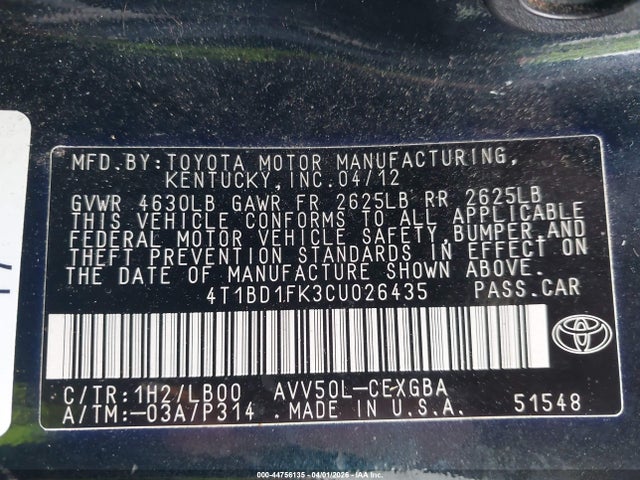 MFD.BY:TOYOTA MOTOR MANUFACTURING,
KENTUCKY,INC.04/12
GVWR 4630LB GAWR FR 2625LB RR 2625LB
THIS VEHICLE CONFORMS TO ALL APPLICABLE
FEDERAL MOTOR VEHICLE SAFETY,BUMPER,AND
THEFT PREVENTION STANDARDS IN EFFECT ON
THE DATE OF MANUFACTURE SHOWN ABOVE.
4T1BD1FK3CU026435 PASS.CAR
C/TR:1H2/LB00 AVV50L-CEXGBA
A/TM:-03A/P314 .MADE IN U.S.A. 51548
TOYOTA
000-44756135 - 04/01/2026 - IAAI.COM